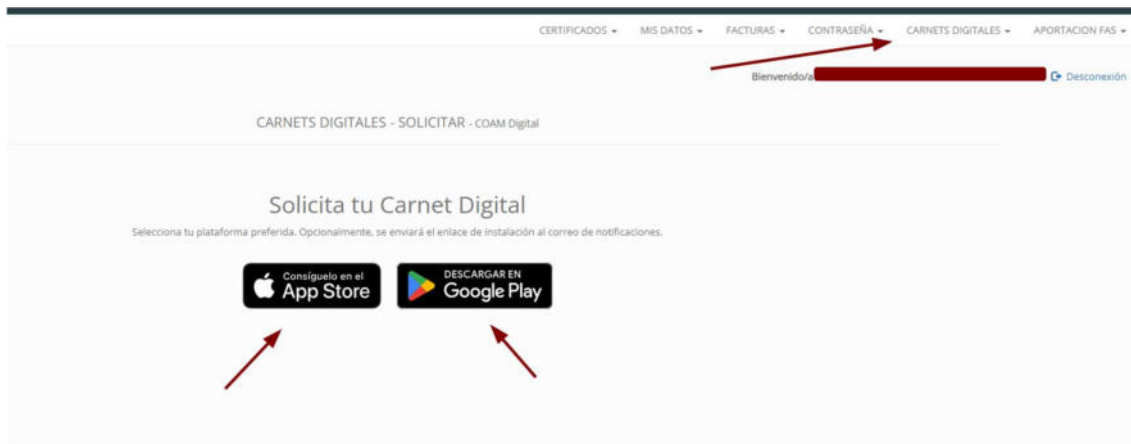 CERTIFICADOS MIS DATOS FACTURAS CONTRASEÑA CARNETS DIGITALES APORTACION FAS
Bienvenido/a Desconexión
CARNETS DIGITALES - SOLICITAR - COAM Digital
Solicita tu Carnet Digital
Selecciona tu plataforma preferida. Opcionalmente, se enviará el enlace de instalación al correo de notificaciones.
Consíguelo en el DESCARGAR EN
App Store Google Play